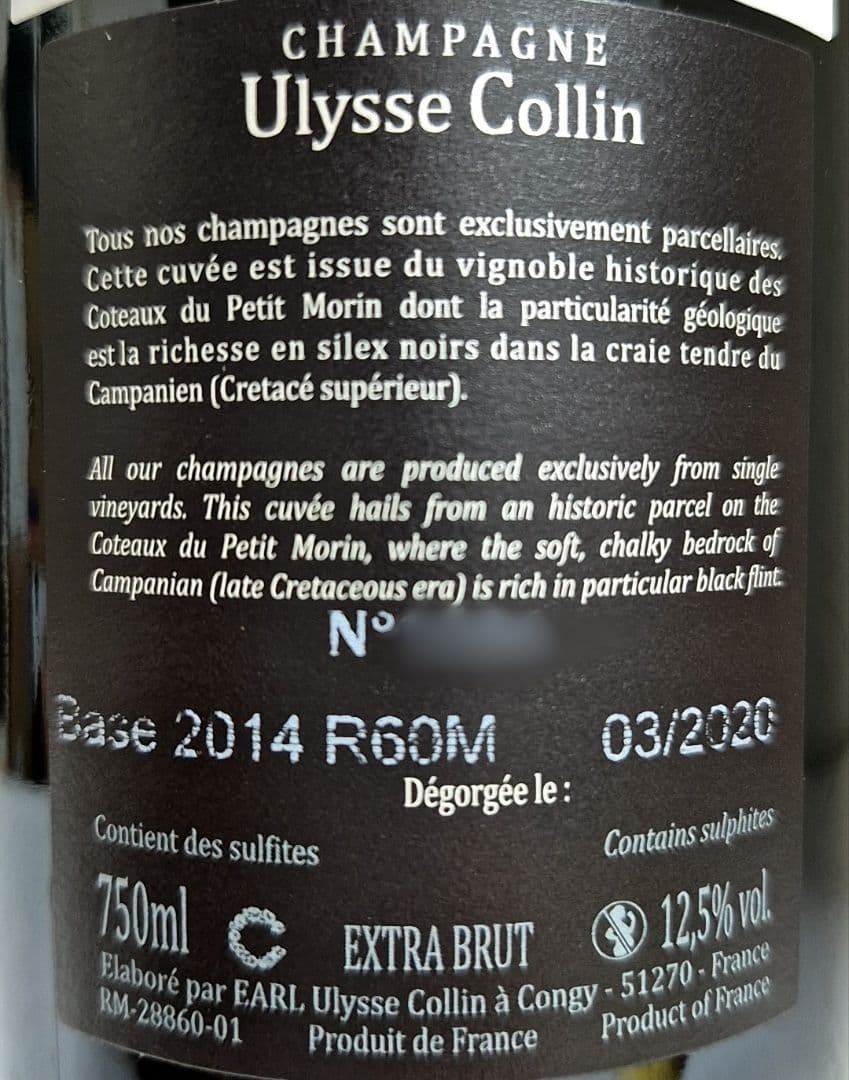 CHAMPAGNE
Ulysse Collin
Tous nos champagnes sont exclusivement parcellaires.
Cette cuvée est issue du vignoble historique des
Coteaux du Petit Morin dont la particularité géologique
est la richesse en silex noirs dans la craie tendre du
Campanien (Cretacé supérieur).
All our champagnes are produced exclusively from single
vineyards. This cuvée hails from an historic parcel on the
Coteaux du Petit Morin, where the soft, chalky bedrock of
Campanian (late Cretaceous era) is rich in particular black flint.
N°
Base 2014 R60M 03/2020
Dégorgée le :
Contient des sulfites Contains sulphites
750ml EXTRA BRUT 12,5% vol.
Elaboré par EARL Ulysse Collin à Congy - 51270 - France
RM-28860-01 Produit de France Product of France